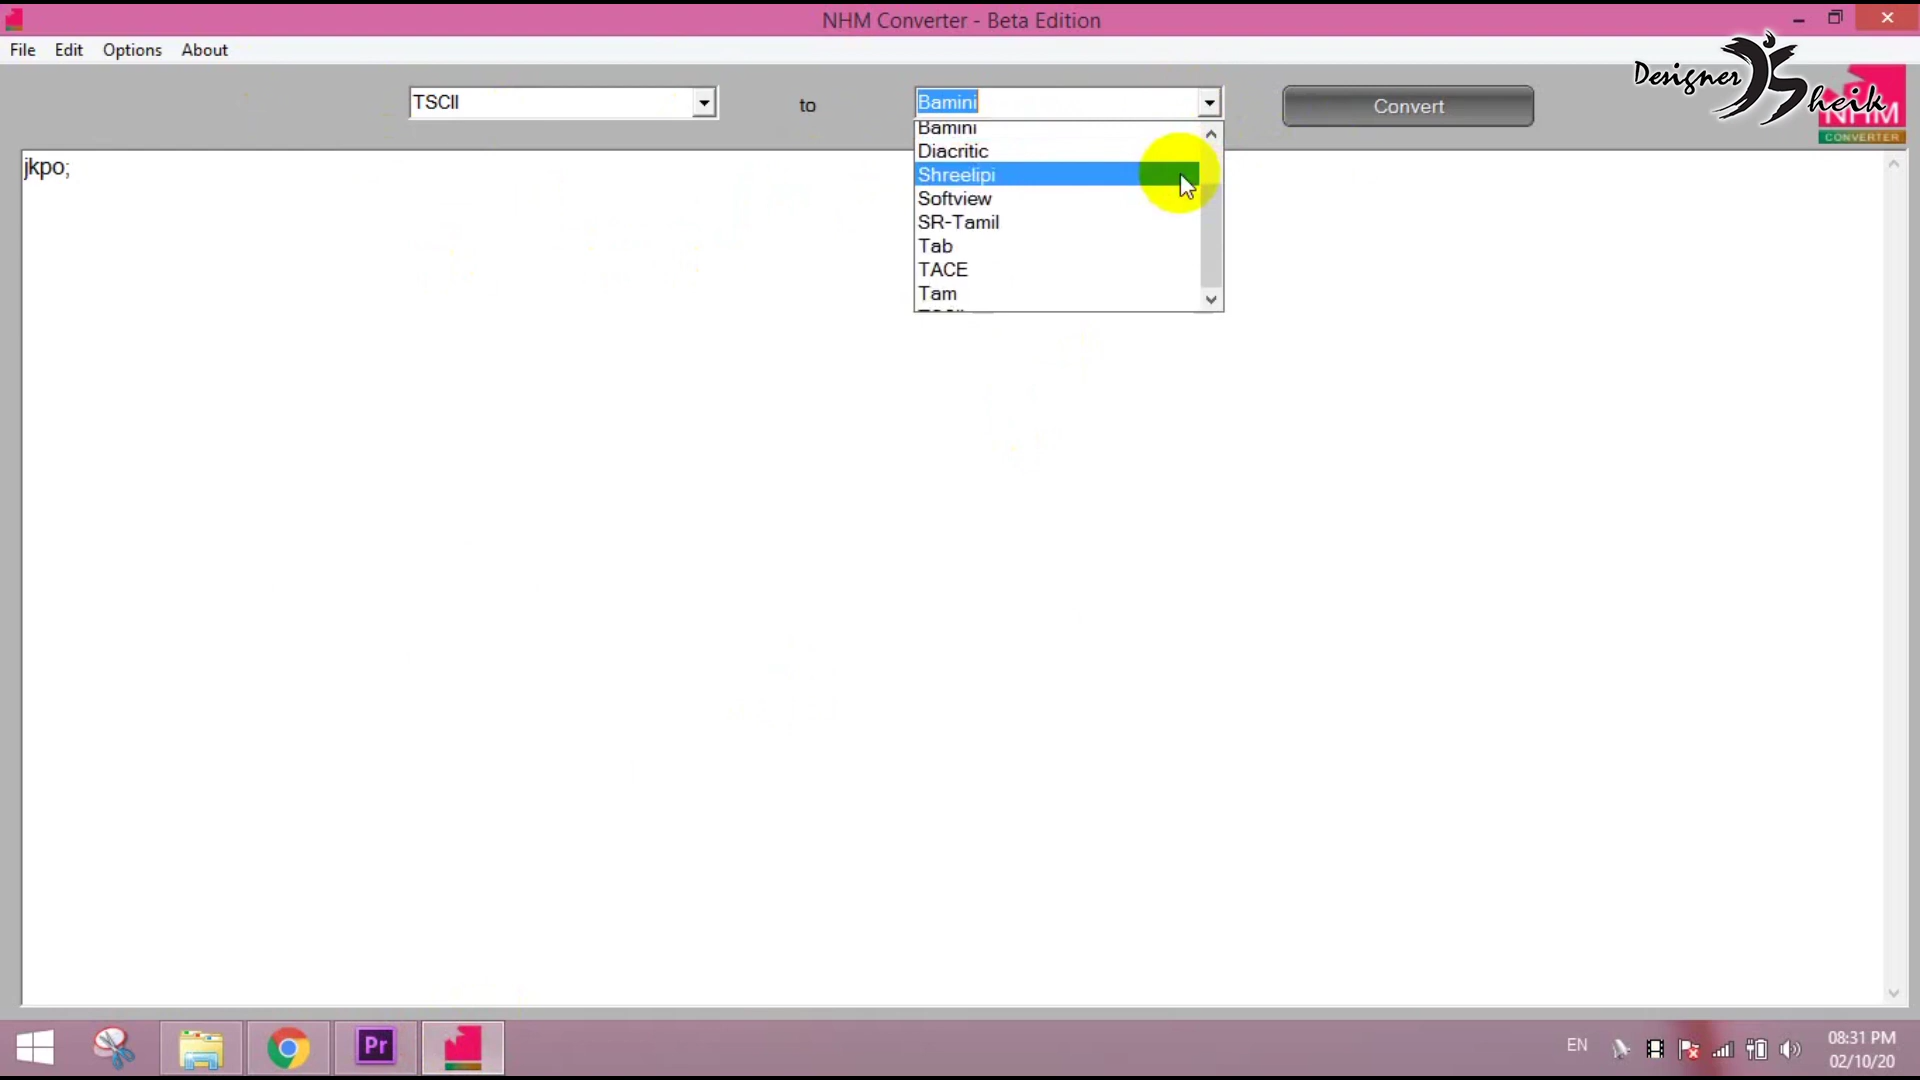 NHM Converter - Beta Edition
File Edit Options About
Designer Sheik
NHM
CONVERTER
TSCII to Bamini Convert
Bamini
Diacritic
Shreelipi
Softview
SR-Tamil
Tab
TACE
Tam
jkpo;
Pr
EN
08:31 PM
02/10/20